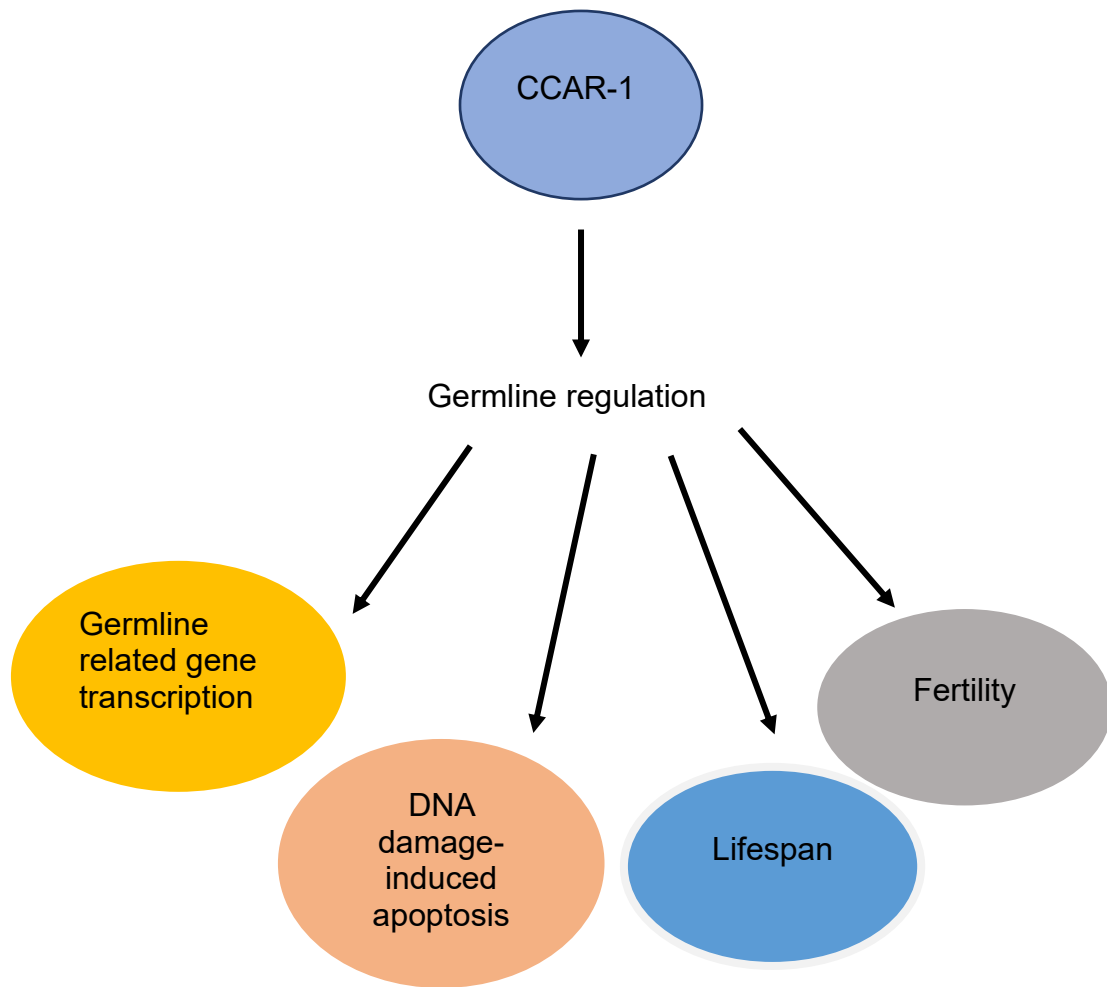 CCAR-1
Germline regulation
Germline
related gene
transcription
DNA
damage-
induced
apoptosis
Lifespan
Fertility